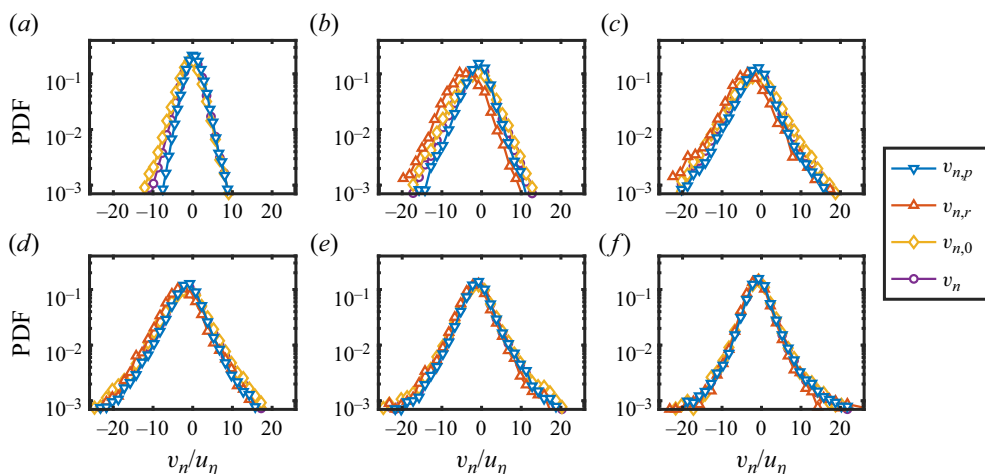 (a) (b) (c)
PDF
10⁻¹ 10⁻¹ 10⁻¹
10⁻² 10⁻² 10⁻²
10⁻³ 10⁻³ 10⁻³
−20 −10 0 10 20 −20 −10 0 10 20 −20 −10 0 10 20
v_{n,p}
v_{n,r}
v_{n,0}
v_n
(d) (e) (f)
PDF
10⁻¹ 10⁻¹ 10⁻¹
10⁻² 10⁻² 10⁻²
10⁻³ 10⁻³ 10⁻³
−20 −10 0 10 20 −20 −10 0 10 20 −20 −10 0 10 20
v_n/u_η v_n/u_η v_n/u_η